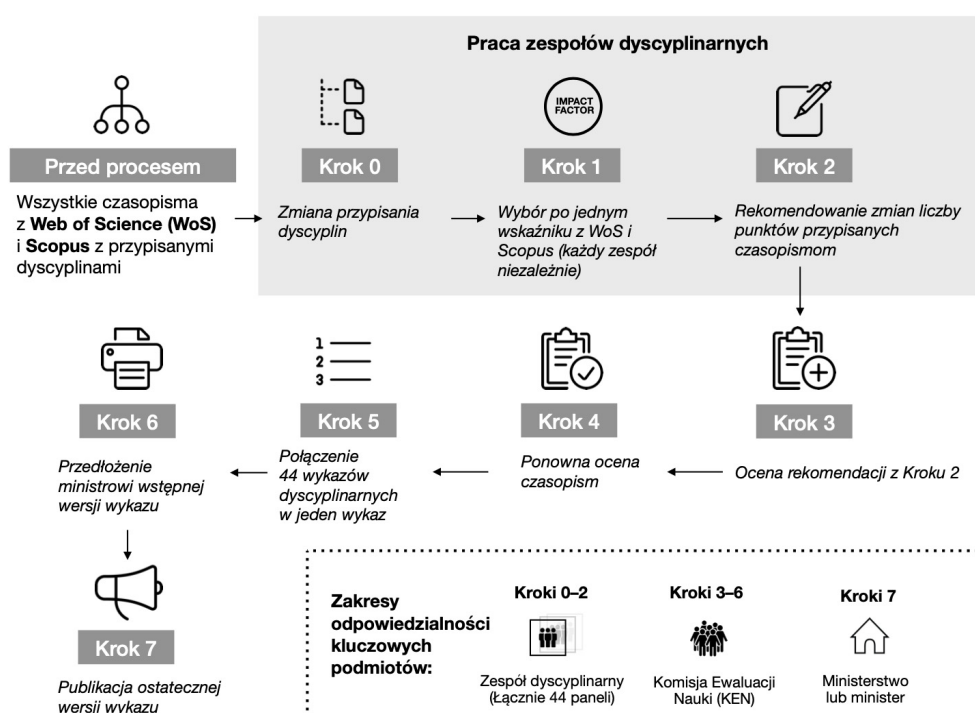 Praca zespołów dyscyplinarnych
IMPACT
FACTOR
Przed procesem
Krok 0
Krok 1
Krok 2
Wszystkie czasopisma
z Web of Science (WoS)
i Scopus z przypisanymi
dyscyplinami
Zmiana przypisania
dyscyplin
Wybór po jednym
wskaźniku z WoS i
Scopus (każdy zespół
niezależnie)
Rekomendowanie zmian liczby
punktów przypisanych
czasopismom
1
2
3
Krok 6
Krok 5
Krok 4
Krok 3
Przedłożenie
ministrowi wstępnej
wersji wykazu
Połączenie
44 wykazów
dyscyplinarnych
w jeden wykaz
Ponowna ocena
czasopism
Ocena rekomendacji z Kroku 2
Krok 7
Publikacja ostatecznej
wersji wykazu
Zakresy
odpowiedzialności
kluczowych
podmiotów:
Kroki 0–2
Zespół dyscyplinarny
(Łącznie 44 paneli)
Kroki 3–6
Komisja Ewaluacji
Nauki (KEN)
Kroki 7
Ministerstwo
lub minister